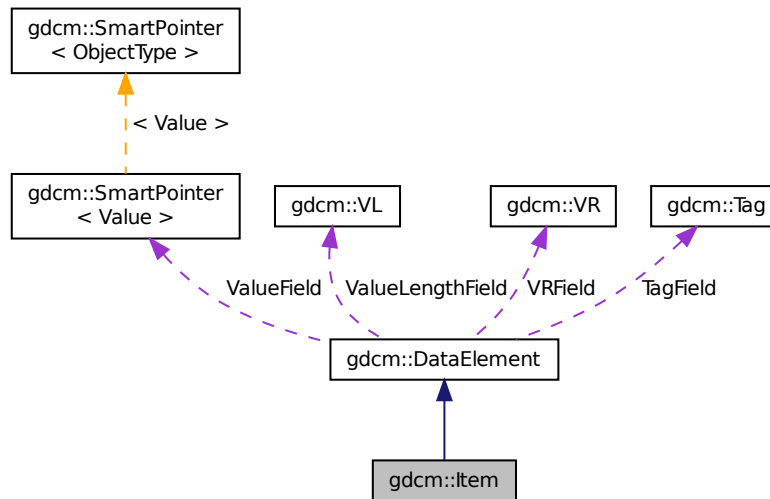 gdcm::SmartPointer
< ObjectType >
< Value >
gdcm::SmartPointer
< Value >
gdcm::VL
gdcm::VR
gdcm::Tag
ValueField
ValueLengthField
VRField
TagField
gdcm::DataElement
gdcm::Item